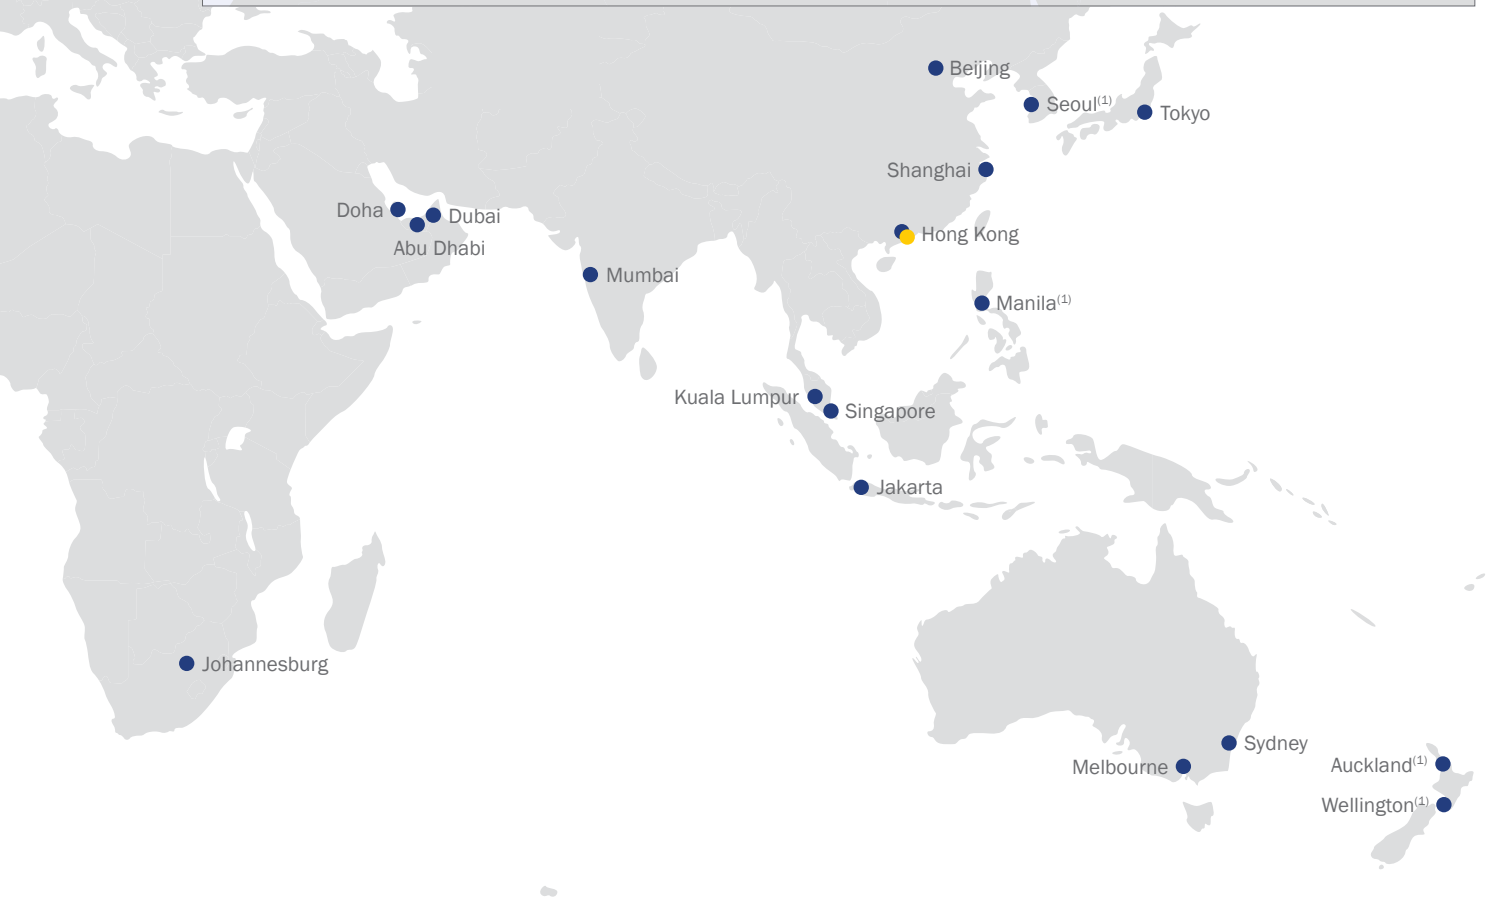 Beijing
Seoul(1)
Tokyo
Shanghai
Doha
Dubai
Abu Dhabi
Hong Kong
Mumbai
Manila(1)
Kuala Lumpur
Singapore
Jakarta
Johannesburg
Sydney
Melbourne
Auckland(1)
Wellington(1)